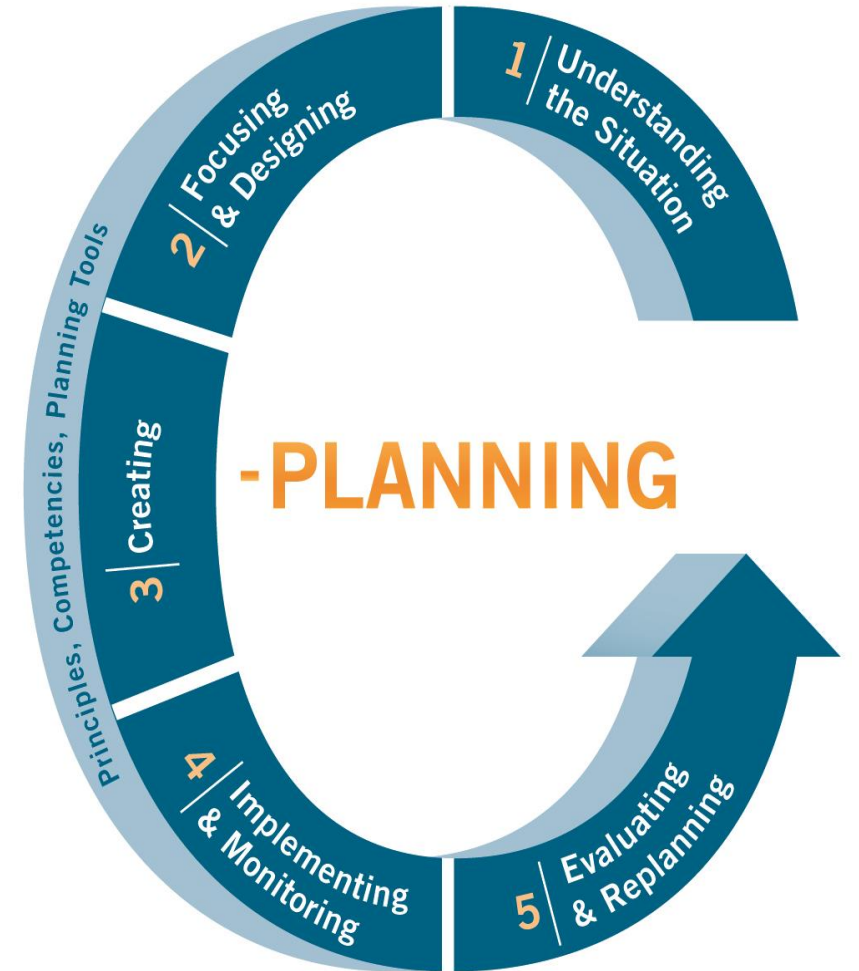 1 Understanding
the Situation
2 Focusing
& Designing
3 Creating
4 Implementing
& Monitoring
5 Evaluating
& Replanning
Principles, Competencies, Planning Tools
-PLANNING